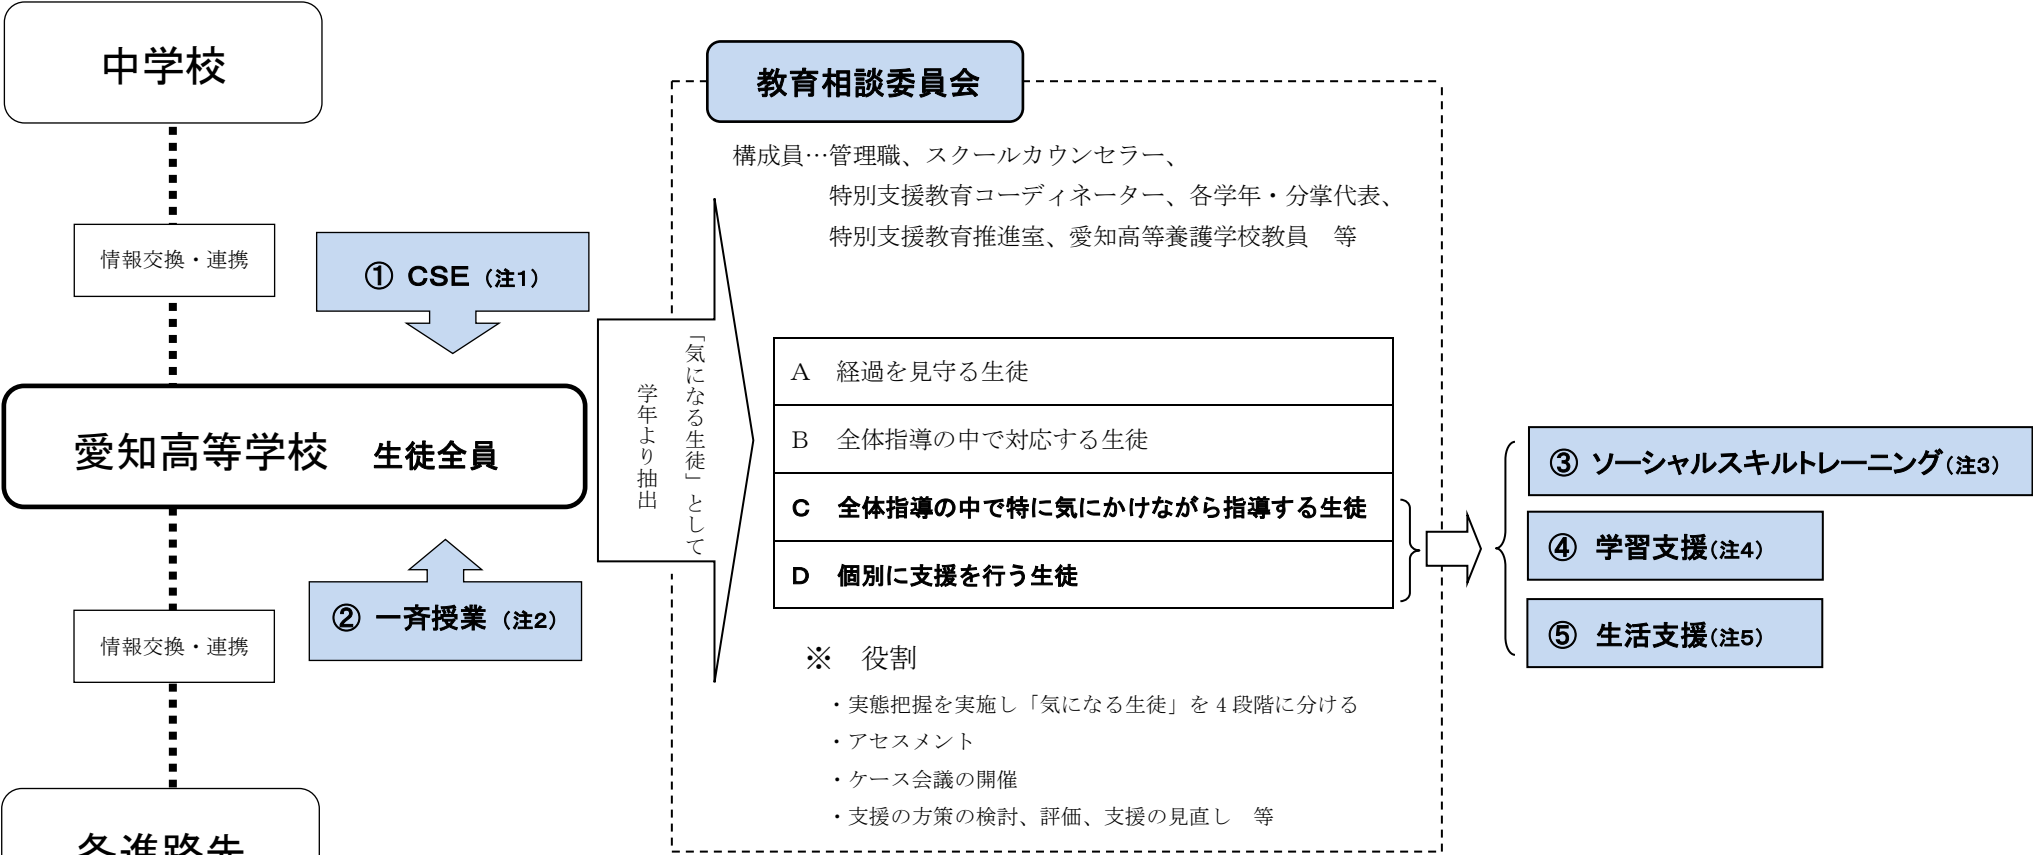 中学校
情報交換・連携
① CSE（注1）
愛知高等学校　生徒全員
② 一斉授業（注2）
情報交換・連携
各進路先
「気になる生徒」として
学年より抽出
教育相談委員会
構成員…管理職、スクールカウンセラー、
特別支援教育コーディネーター、各学年・分掌代表、
特別支援教育推進室、愛知高等養護学校教員　等
A　経過を見守る生徒
B　全体指導の中で対応する生徒
C　全体指導の中で特に気にかけながら指導する生徒
D　個別に支援を行う生徒
※　役割
・実態把握を実施し「気になる生徒」を4段階に分ける
・アセスメント
・ケース会議の開催
・支援の方策の検討、評価、支援の見直し　等
③ ソーシャルスキルトレーニング（注3）
④ 学習支援（注4）
⑤ 生活支援（注5）